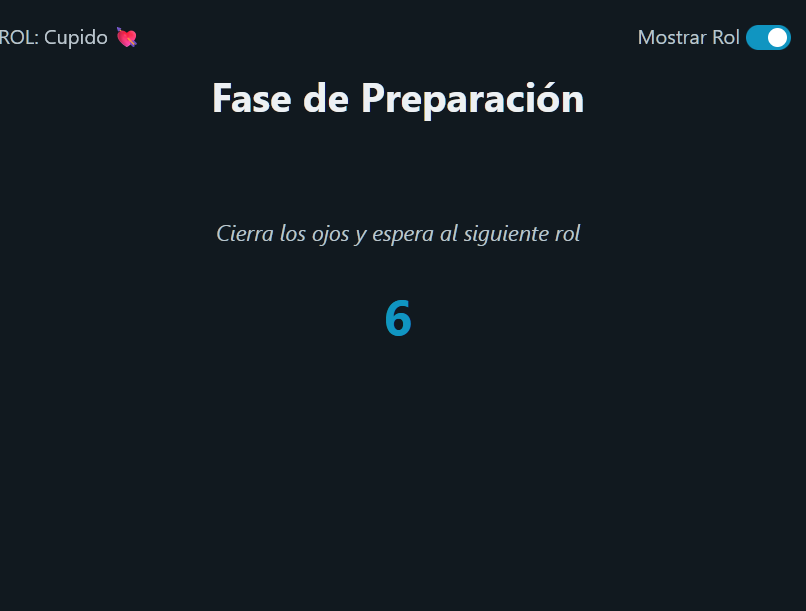 ROL: Cupido 💘
Mostrar Rol
Fase de Preparación
Cierra los ojos y espera al siguiente rol
6